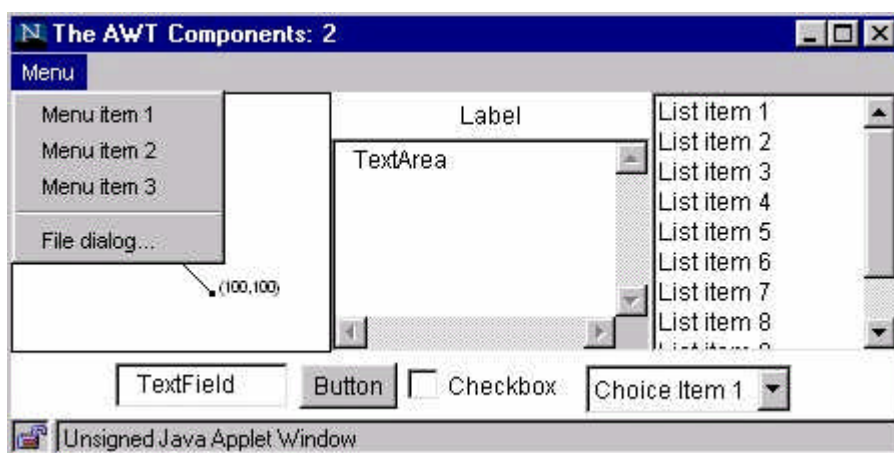 The AWT Components: 2
Menu
Menu item 1
Menu item 2
Menu item 3
File dialog...
(100,100)
Label
TextArea
List item 1
List item 2
List item 3
List item 4
List item 5
List item 6
List item 7
List item 8
TextField
Button
Checkbox
Choice Item 1
Unsigned Java Applet Window